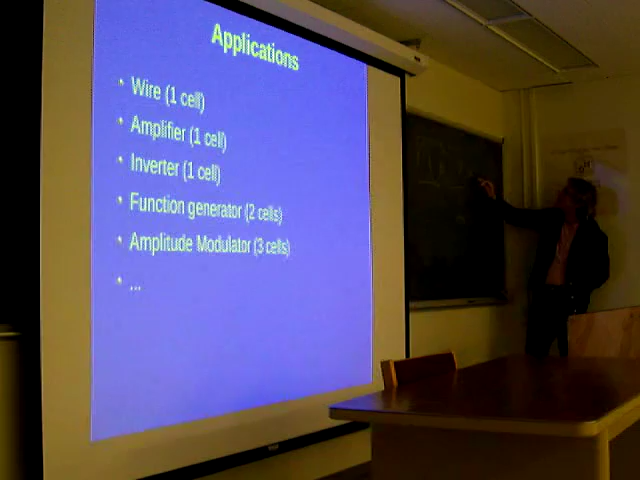 Applications
• Wire (1 cell)
• Amplifier (1 cell)
• Inverter (1 cell)
• Function generator (2 cells)
• Amplitude Modulator (3 cells)
• ...